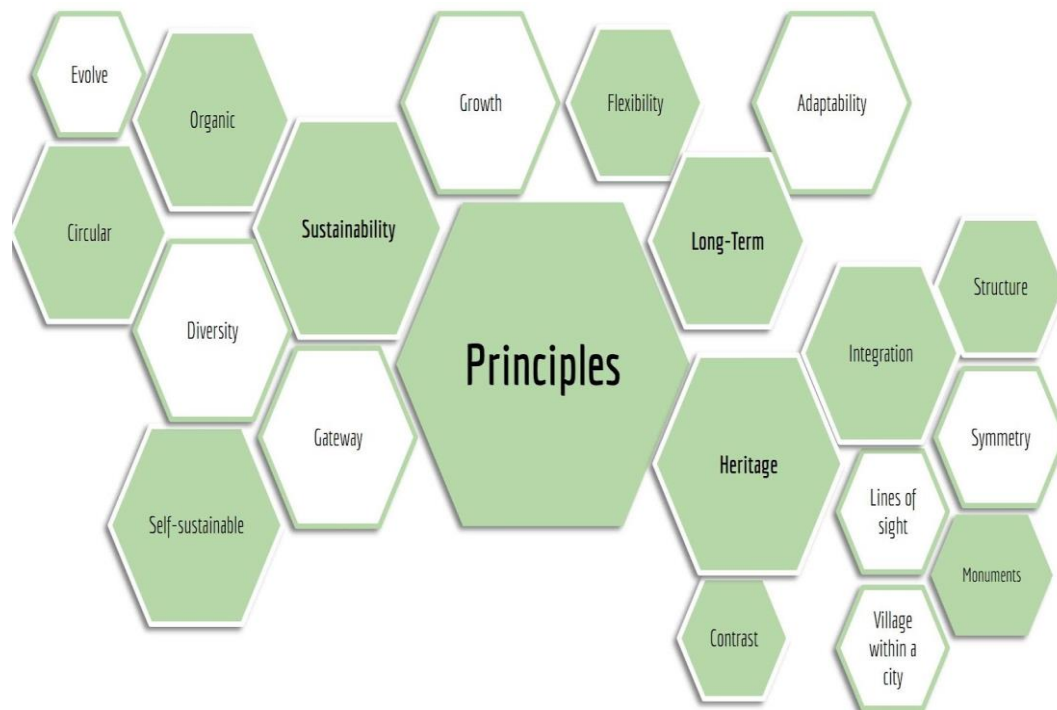 Evolve
Organic
Growth
Flexibility
Adaptability
Circular
Sustainability
Long-Term
Structure
Diversity
Integration
Principles
Gateway
Symmetry
Heritage
Lines of
sight
Self-sustainable
Monuments
Contrast
Village
within a
city